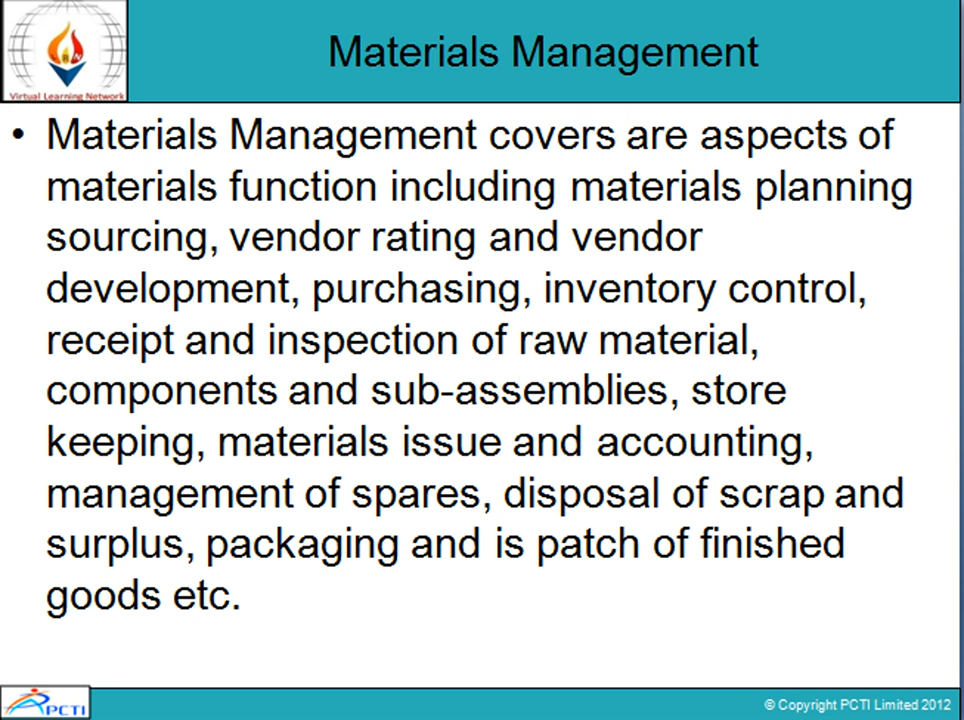 Materials Management
Virtual Learning Network
• Materials Management covers are aspects of
materials function including materials planning
sourcing, vendor rating and vendor
development, purchasing, inventory control,
receipt and inspection of raw material,
components and sub-assemblies, store
keeping, materials issue and accounting,
management of spares, disposal of scrap and
surplus, packaging and is patch of finished
goods etc.
PCTI
© Copyright PCTI Limited 2012